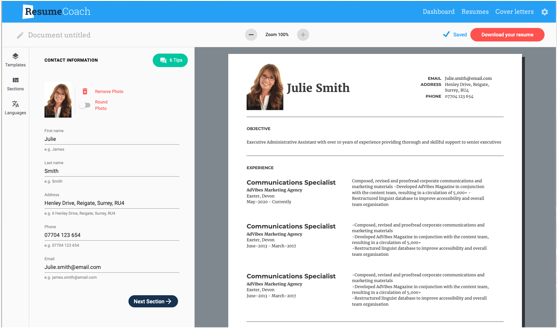 ResumeCoach
Dashboard Resumes Cover letters
Document untitled
Zoom 100%
Saved
Download your resume
Templates
Sections
Languages
CONTACT INFORMATION
6 Tips
Remove Photo
Round
Photo
First name
Julie
e.g. James
Last name
Smith
e.g. Smith
Address
Henley Drive, Reigate, Surrey, RU4
e.g. 6 Henley Drive, Reigate, Surrey
Phone
07704 123 654
e.g. 07704 123 654
Email
Julie.smith@email.com
e.g. james.smith@email.com
Next Section
Julie Smith
EMAIL Julie.smith@email.com
ADDRESS Henley Drive, Reigate,
Surrey, RU4
PHONE 07704 123 654
OBJECTIVE
Executive Administrative Assistant with over 10 years of experience providing thorough and skillful support to senior executives
EXPERIENCE
Communications Specialist
AdVibes Marketing Agency
Exeter, Devon
May-2020 - Currently
Composed, revised and proofread corporate communications and
marketing materials -Developed AdVibes Magazine in conjunction
with the content team, resulting in a circulation of 5,000+ -
Restructured linguist database to improve accessibility and overall
team organisation
Communications Specialist
AdVibes Marketing Agency
Exeter, Devon
June-2013 - March-2017
-Composed, revised and proofread corporate communications and
marketing materials
-Developed AdVibes Magazine in conjunction with the content team,
resulting in a circulation of 5,000+
-Restructured linguist database to improve accessibility and overall
team organisation
Communications Specialist
AdVibes Marketing Agency
Exeter, Devon
June-2013 - March-2017
-Composed, revised and proofread corporate communications and
marketing materials
-Developed AdVibes Magazine in conjunction with the content team,
resulting in a circulation of 5,000+
-Restructured linguist database to improve accessibility and overall
team organisation